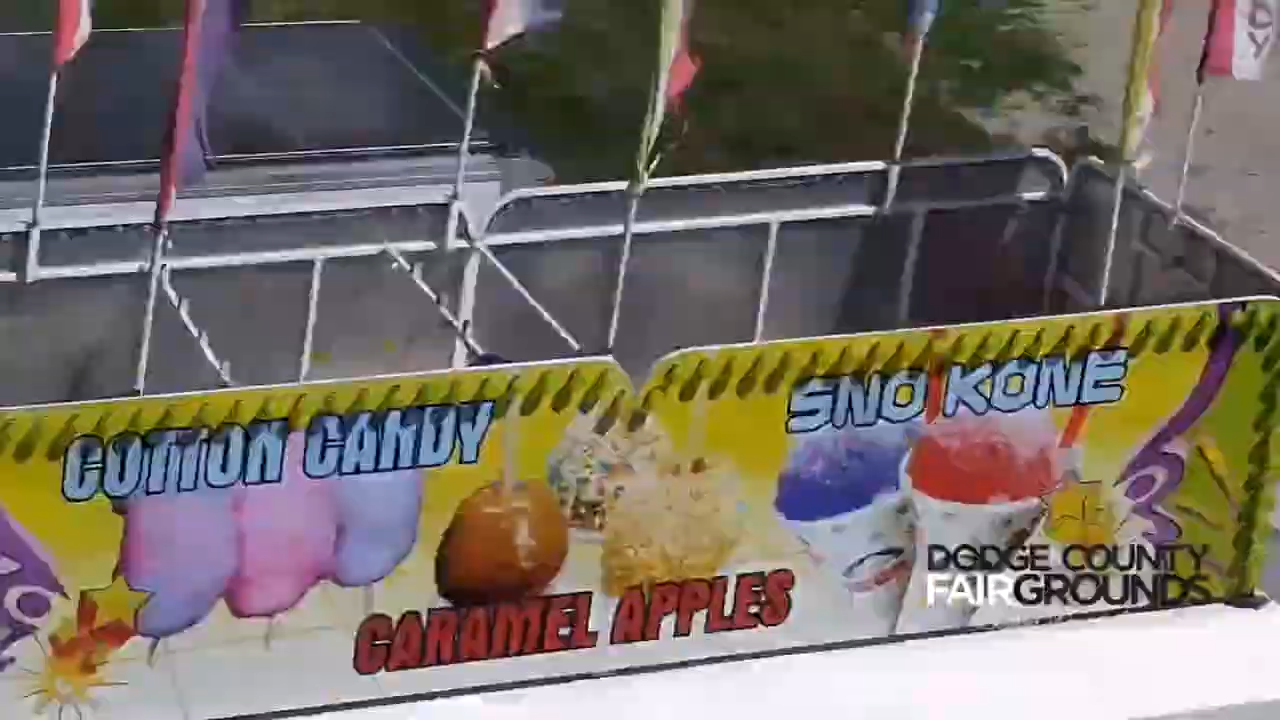 COTTON CANDY
CARAMEL APPLES
SNO KONE
DODGE COUNTY
FAIRGROUNDS